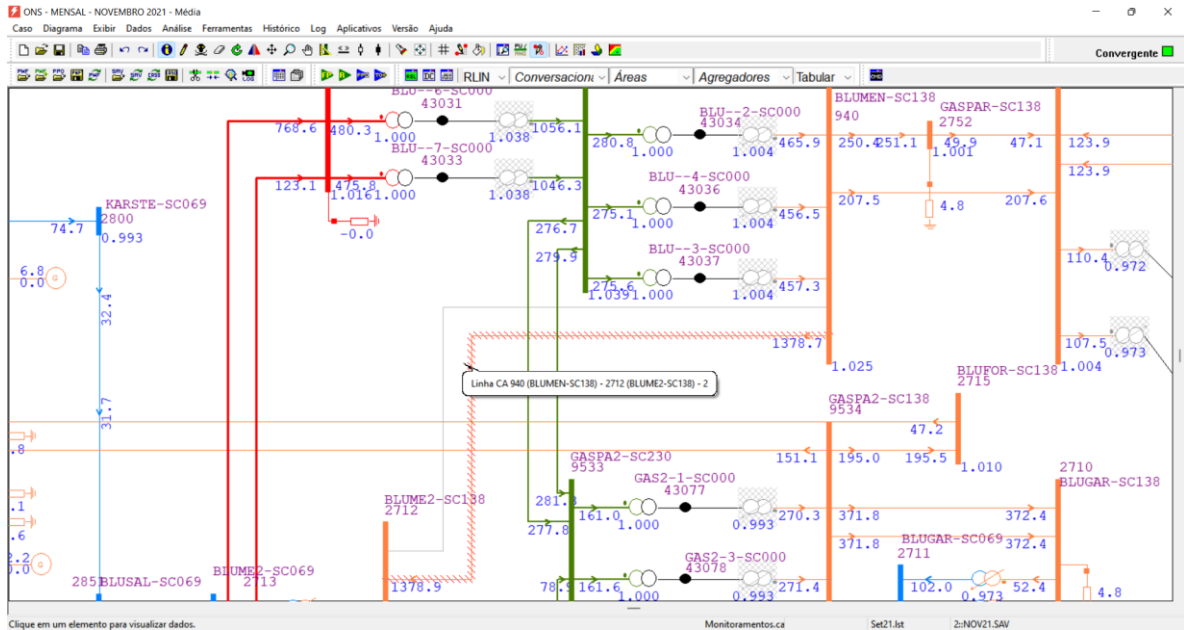 ONS - MENSAL - NOVEMBRO 2021 - Média
Caso Diagrama Exibir Dados Análise Ferramentas Histórico Log Aplicativos Versão Ajuda
Convergente
RLIN Conversaciona Áreas Agregadores Tabular
BLU--6-SC000
43031
768.6 480.3 1.000 1.038 1056.1
BLU--7-SC000
43033
123.1 475.8 1.0161.000 1.038 1046.3
-0.0
KARSTE-SC069
2800
74.7 0.993
6.8
0.0
G
32.4
31.7
BLU--2-SC000
43034
280.8 1.000 1.004 465.9
BLU--4-SC000
43036
275.1 1.000 1.004 456.5
276.7
279.9
BLU--3-SC000
43037
275.6 1.0391.000 1.004 457.3
BLUMEN-SC138
940
250.4 251.1
GASPAR-SC138
2752
49.9 1.001 47.1 123.9
123.9
207.5 4.8 207.6
110.4 0.972
107.5 0.973
1378.7
1.025
1.004
Linha CA 940 (BLUMEN-SC138) - 2712 (BLUME2-SC138) - 2
BLUFOR-SC138
2715
47.2
GASPA2-SC138
9534
151.1 195.0 195.5 1.010
.8
.1
.6
2.2
0.0
G
GASPA2-SC230
9533
GAS2-1-SC000
43077
161.0 1.000 0.993 270.3
277.8
371.8 372.4
371.8 372.4
2710
BLUGAR-SC138
BLUME2-SC138
2712
1378.9
GAS2-3-SC000
43078
161.6 1.000 0.993 271.4
BLUGAR-SC069
2711
102.0 0.973 52.4 4.8
BLUSAL-SC069
BLUME2-SC069
2713
Clique em um elemento para visualizar dados. Monitoramentos.ca Set21.lst 2::NOV21.SAV